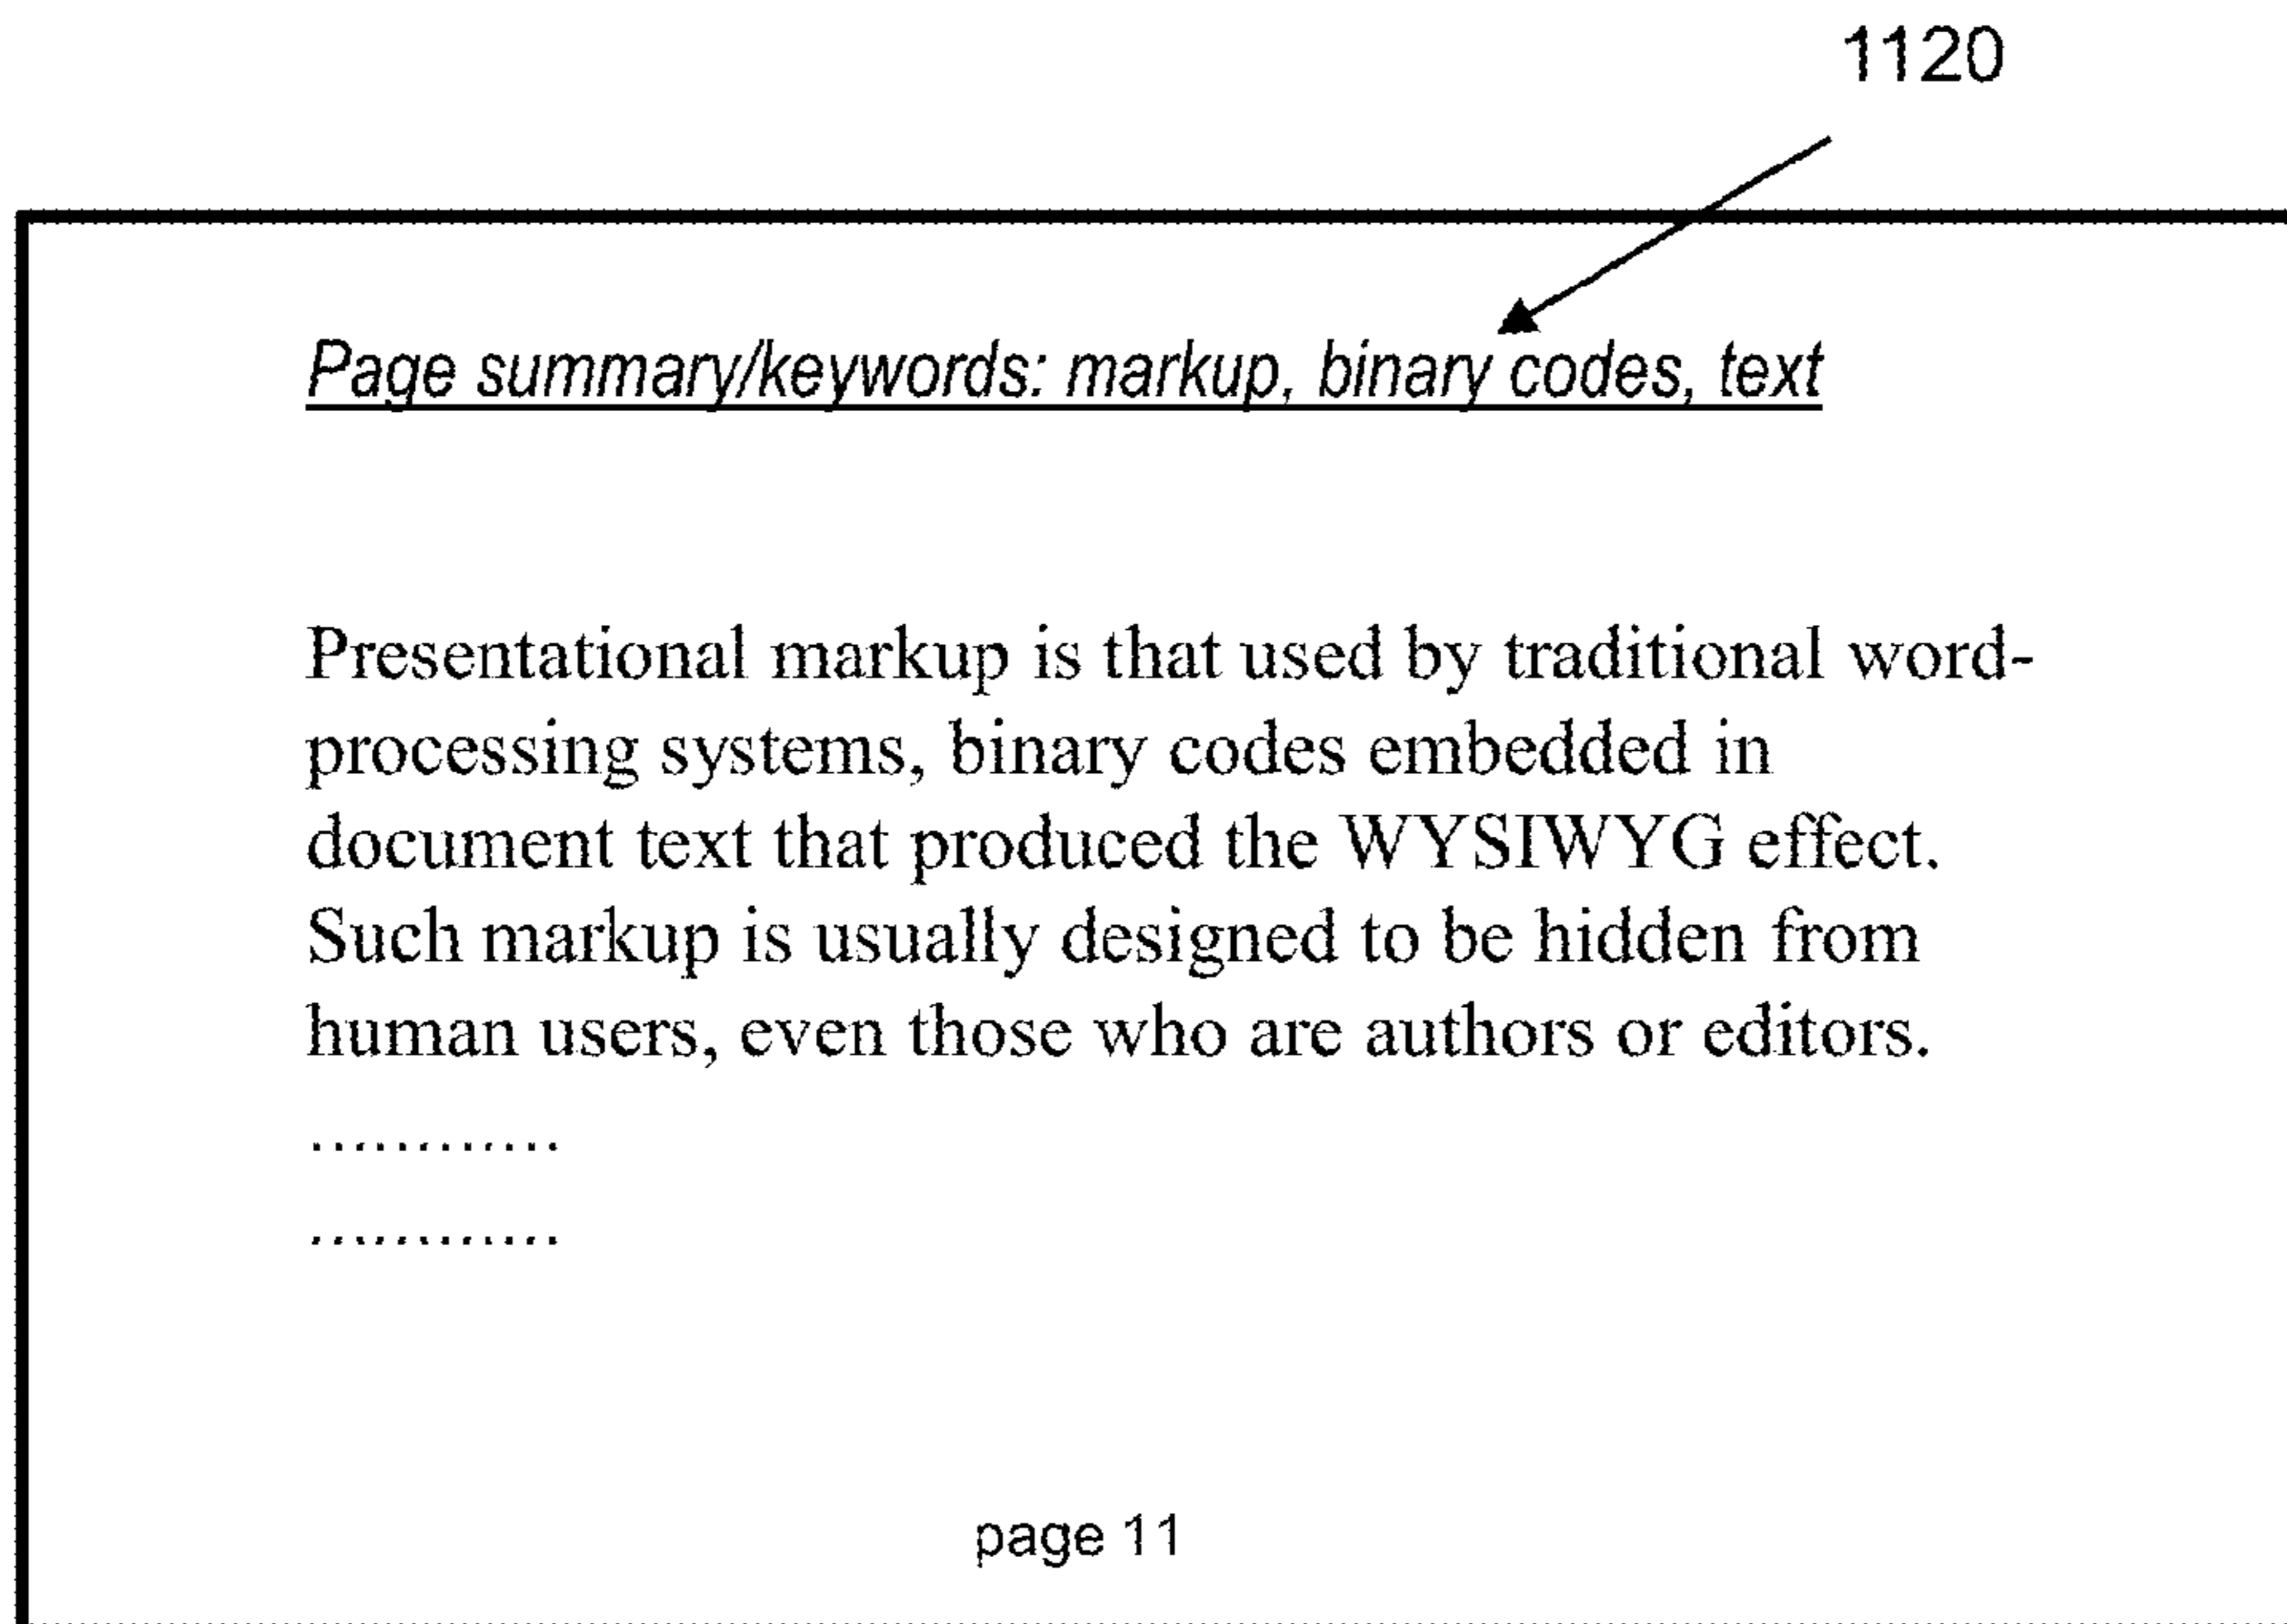 1120
Page summary/keywords: markup, binary codes, text
Presentational markup is that used by traditional word-
processing systems, binary codes embedded in
document text that produced the WYSIWYG effect.
Such markup is usually designed to be hidden from
human users, even those who are authors or editors.
............
............
page 11